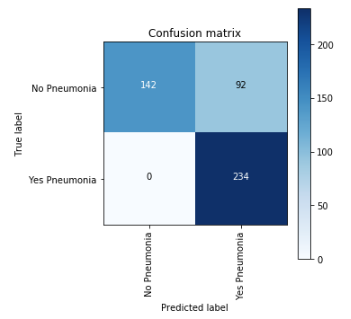 Confusion matrix
True label
No Pneumonia
142
92
Yes Pneumonia
0
234
No Pneumonia
Yes Pneumonia
Predicted label
200
150
100
50
0